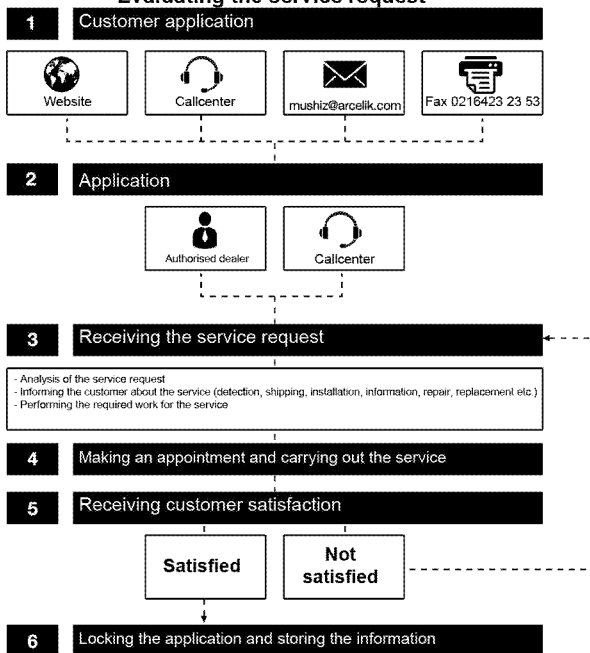 Evaluating the service request
1 Customer application
Website
Callcenter
mushiz@arcelik.com
Fax 0216423 23 53
2 Application
Authorised dealer
Callcenter
3 Receiving the service request
- Analysis of the service request
- Informing the customer about the service (detection, shipping, installation, information, repair, replacement etc.)
- Performing the required work for the service
4 Making an appointment and carrying out the service
5 Receiving customer satisfaction
Satisfied
Not
satisfied
6 Locking the application and storing the information